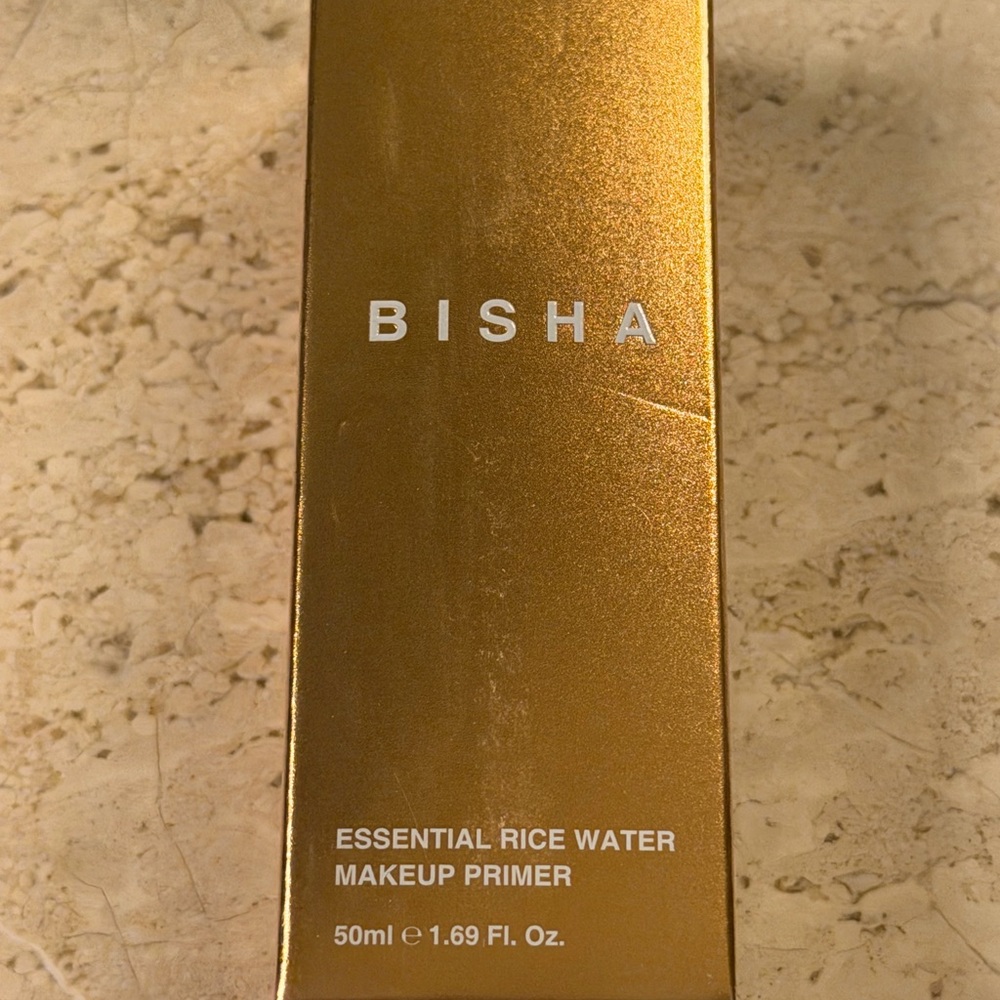 BISHA
ESSENTIAL RICE WATER
MAKEUP PRIMER
50ml ℮ 1.69 Fl. Oz.